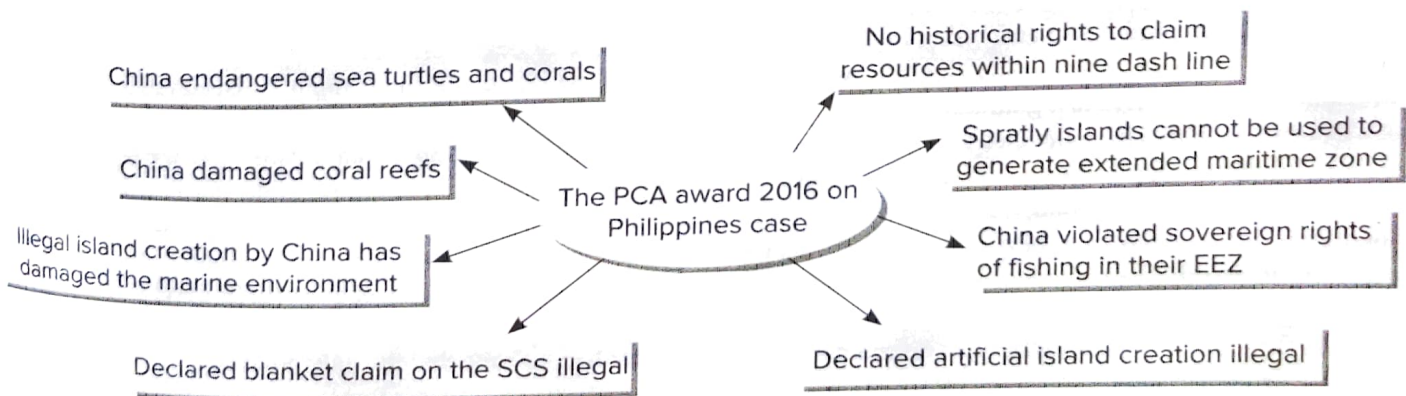 The PCA award 2016 on
Philippines case
China endangered sea turtles and corals
China damaged coral reefs
Illegal island creation by China has
damaged the marine environment
Declared blanket claim on the SCS illegal
No historical rights to claim
resources within nine dash line
Spratly islands cannot be used to
generate extended maritime zone
China violated sovereign rights
of fishing in their EEZ
Declared artificial island creation illegal